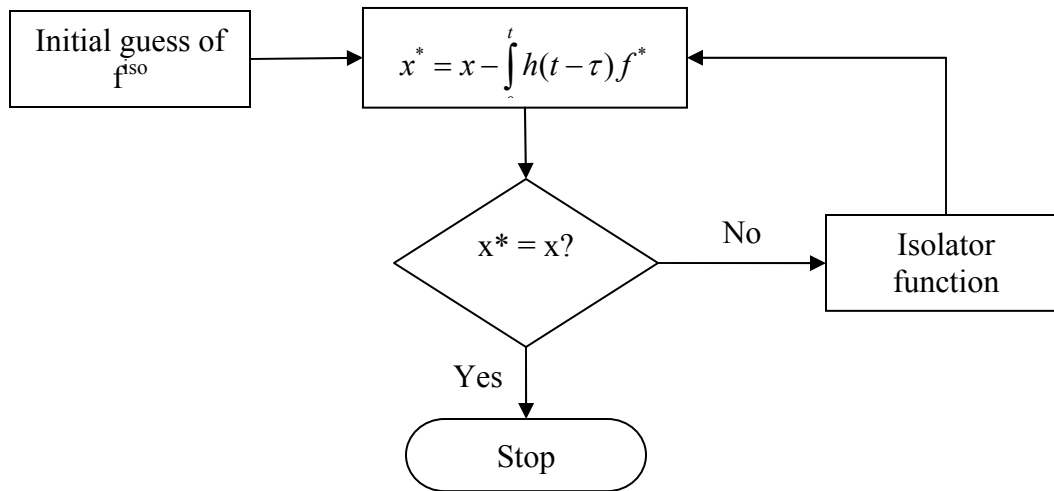 Initial guess of
f^iso
x^* = x - ∫^t h(t - τ) f^*
x* = x?
No
Isolator
function
Yes
Stop